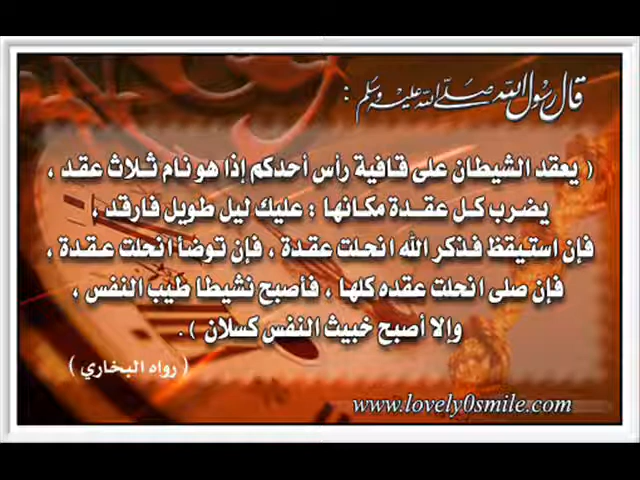 قال رسول الله صلى الله عليه وسلم :
( يعقد الشيطان على قافية رأس أحدكم إذا هو نام ثلاث عقد ،
يضرب كل عقدة مكانها : عليك ليل طويل فارقد ،
فإن استيقظ فذكر الله انحلت عقدة ، فإن توضأ انحلت عقدة ،
فإن صلى انحلت عقده كلها ، فأصبح نشيطا طيب النفس ،
وإلا أصبح خبيث النفس كسلان ) .
( رواه البخاري )
www.lovely0smile.com